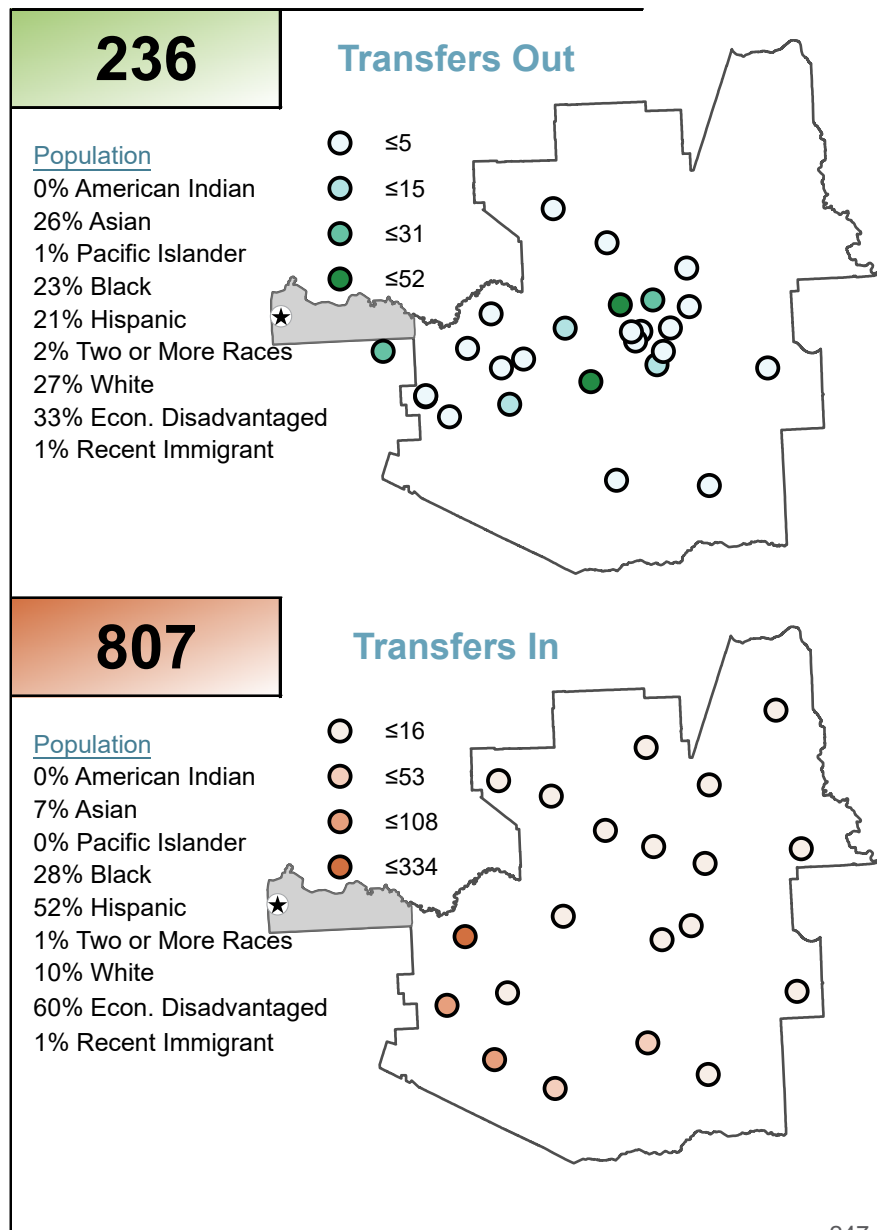 236
Transfers Out
Population
0% American Indian
26% Asian
1% Pacific Islander
23% Black
21% Hispanic
2% Two or More Races
27% White
33% Econ. Disadvantaged
1% Recent Immigrant
≤5
≤15
≤31
≤52
807
Transfers In
Population
0% American Indian
7% Asian
0% Pacific Islander
28% Black
52% Hispanic
1% Two or More Races
10% White
60% Econ. Disadvantaged
1% Recent Immigrant
≤16
≤53
≤108
≤334